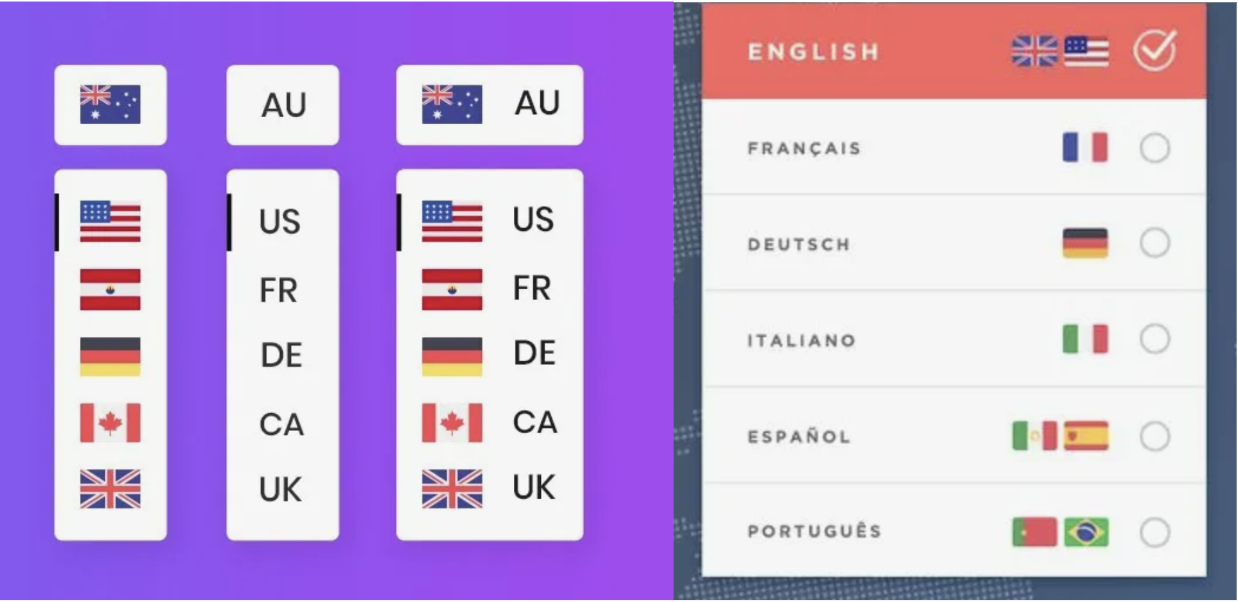 AU
US
FR
DE
CA
UK
AU
US
FR
DE
CA
UK
ENGLISH
FRANÇAIS
DEUTSCH
ITALIANO
ESPAÑOL
PORTUGUÊS